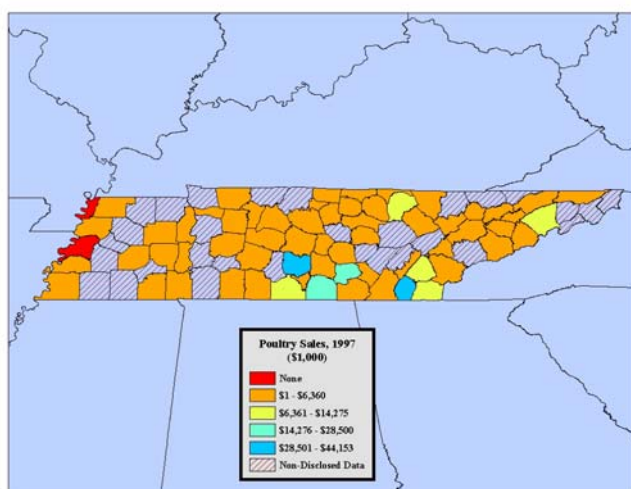 Poultry Sales, 1997
($1,000)
None
$1 - $6,360
$6,361 - $14,275
$14,276 - $28,500
$28,501 - $44,153
Non-Disclosed Data